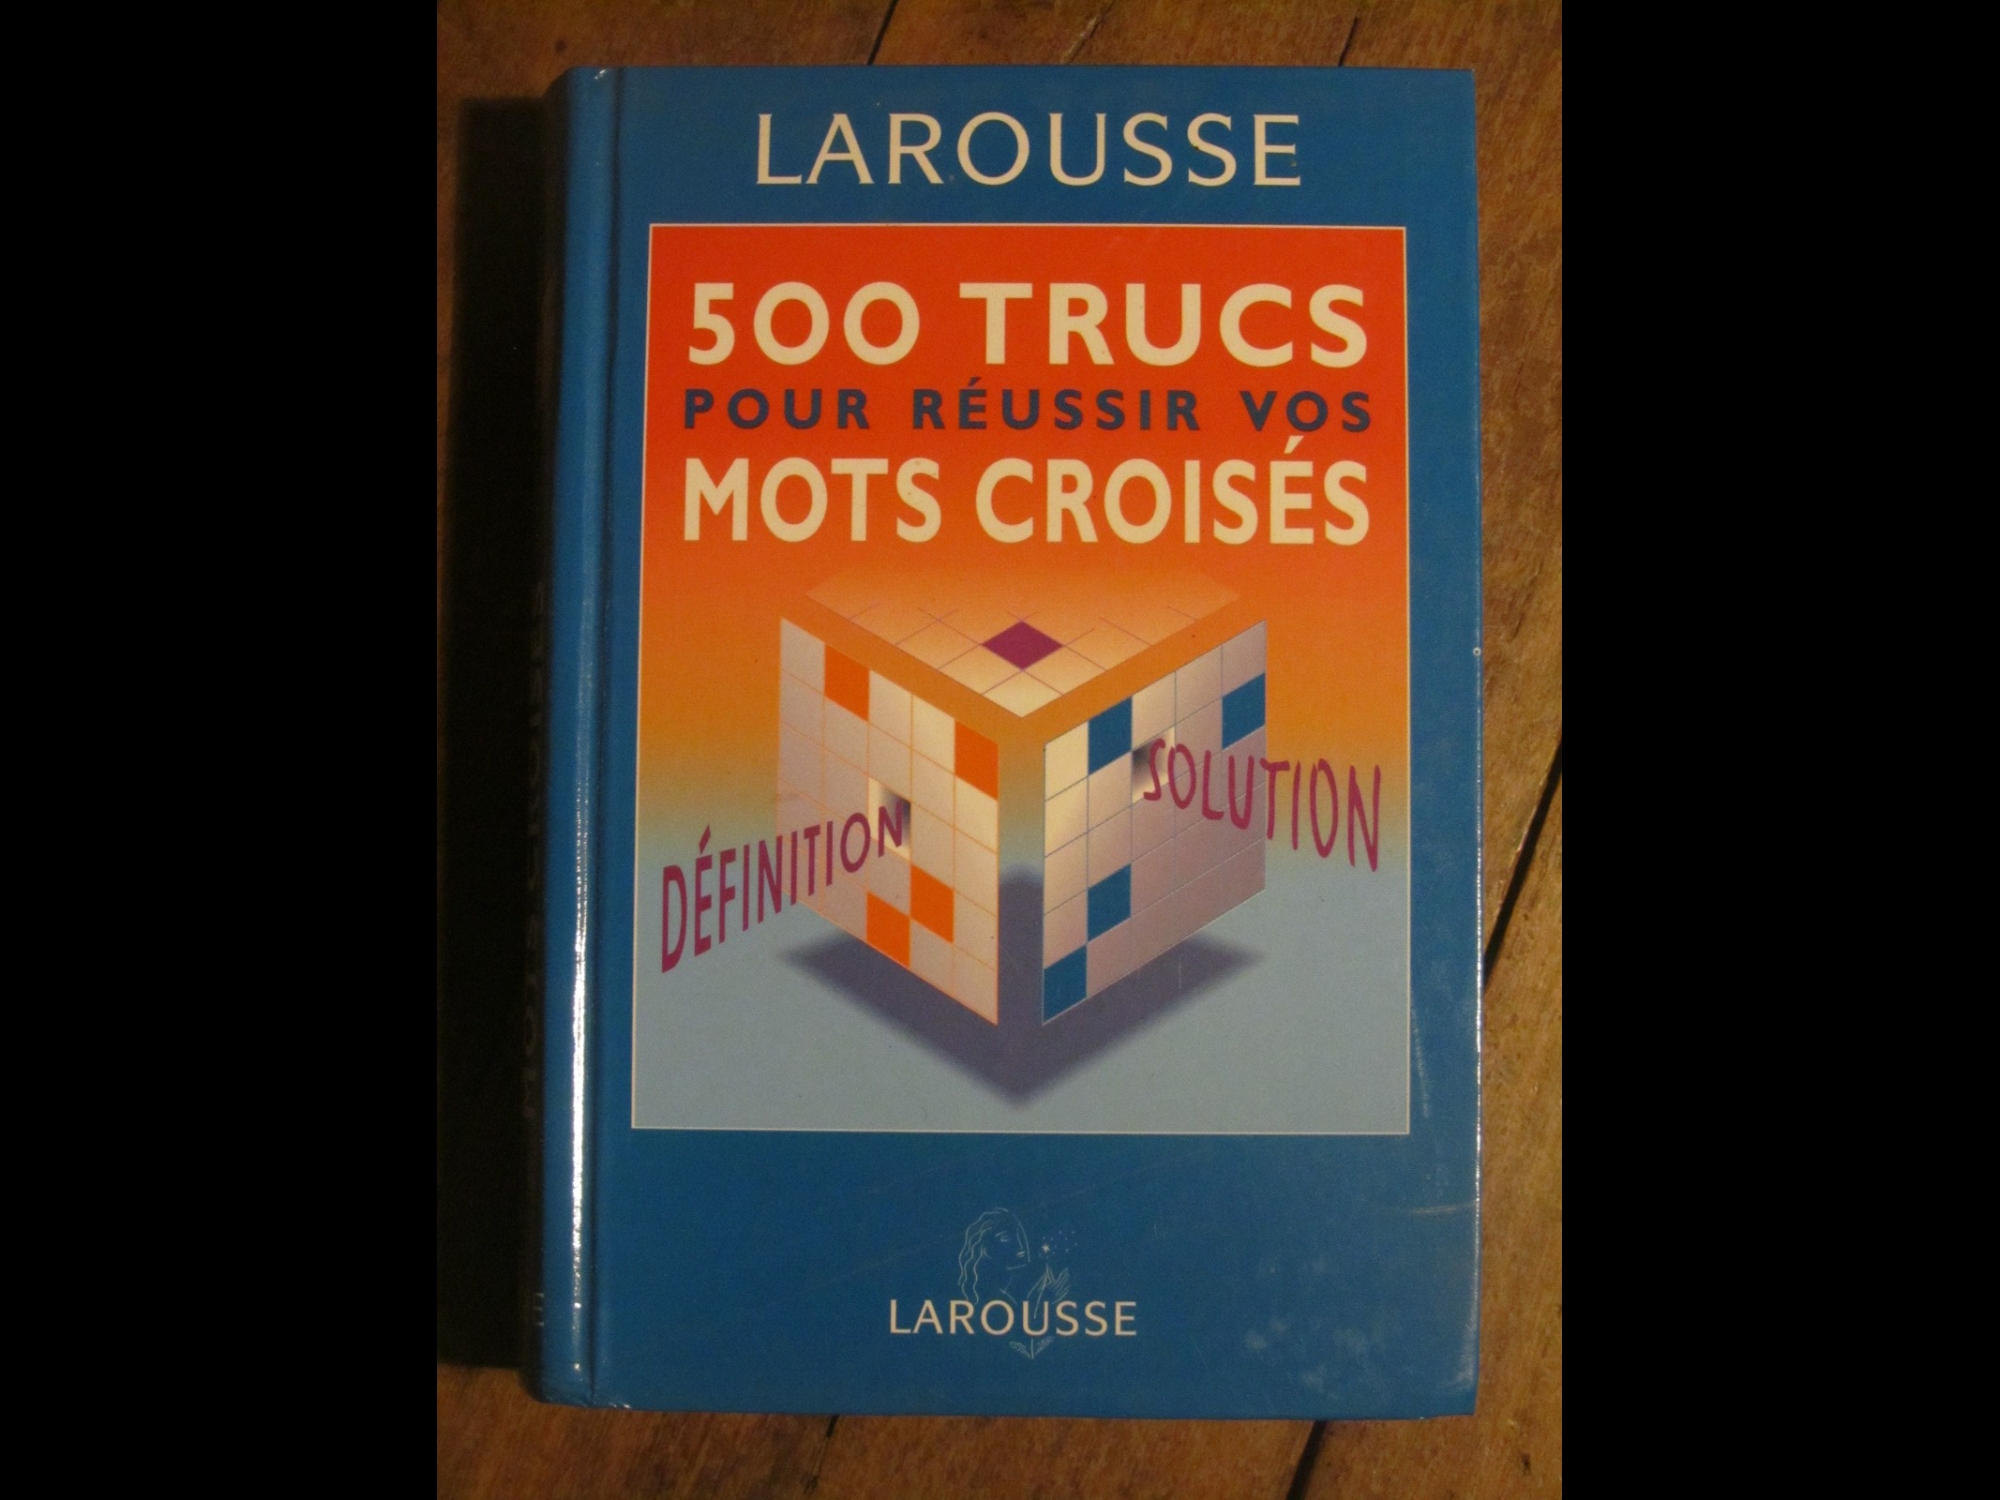 LAROUSSE
500 TRUCS
POUR RÉUSSIR VOS
MOTS CROISÉS
DÉFINITION
SOLUTION
LAROUSSE